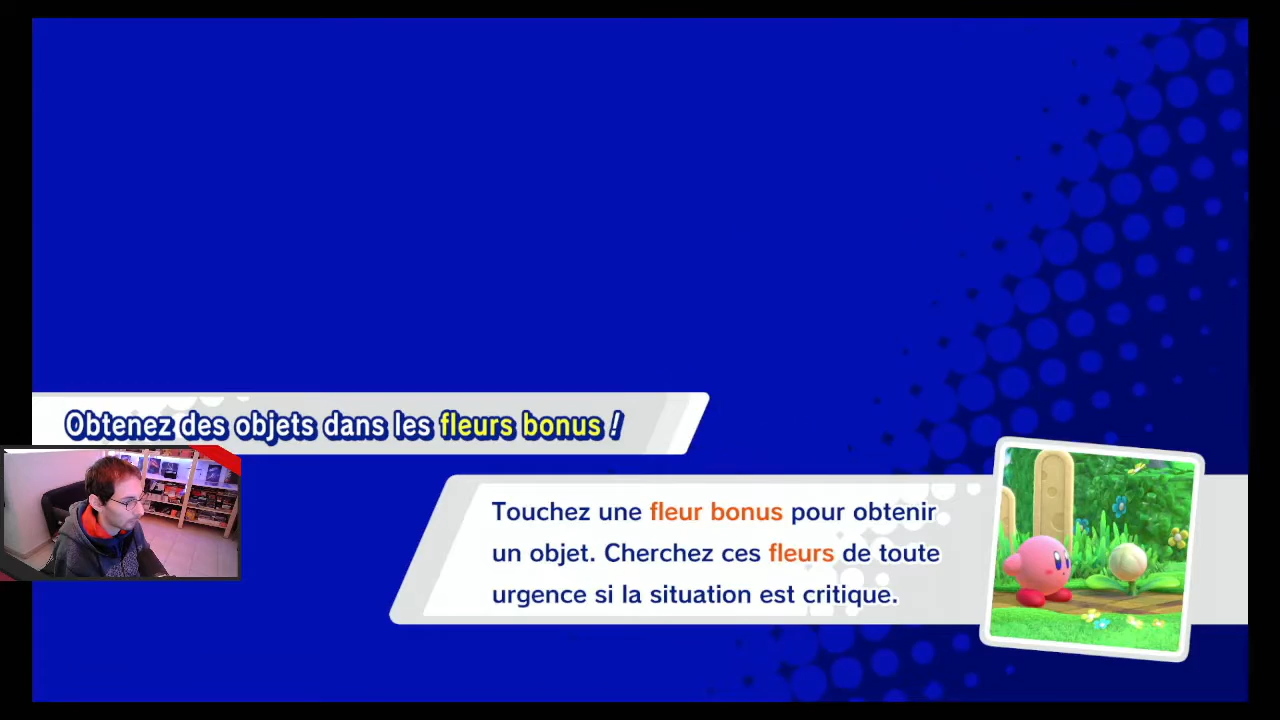 Obtenez des objets dans les fleurs bonus !
Touchez une fleur bonus pour obtenir
un objet. Cherchez ces fleurs de toute
urgence si la situation est critique.